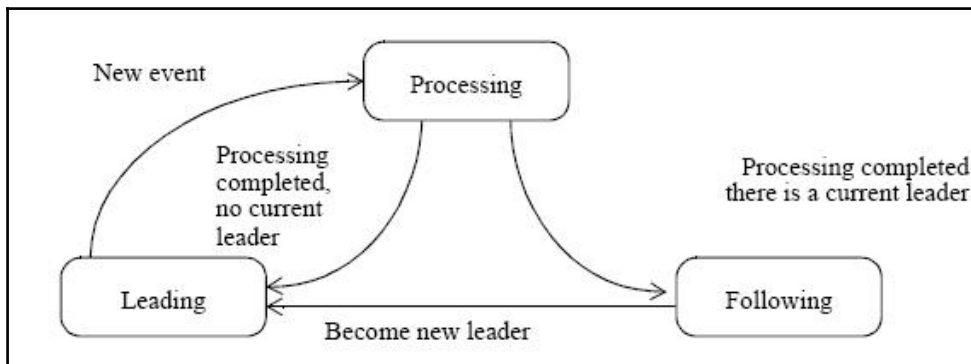 New event
Processing
Processing
completed,
no current
leader
Processing completed
there is a current leader
Leading
Following
Become new leader